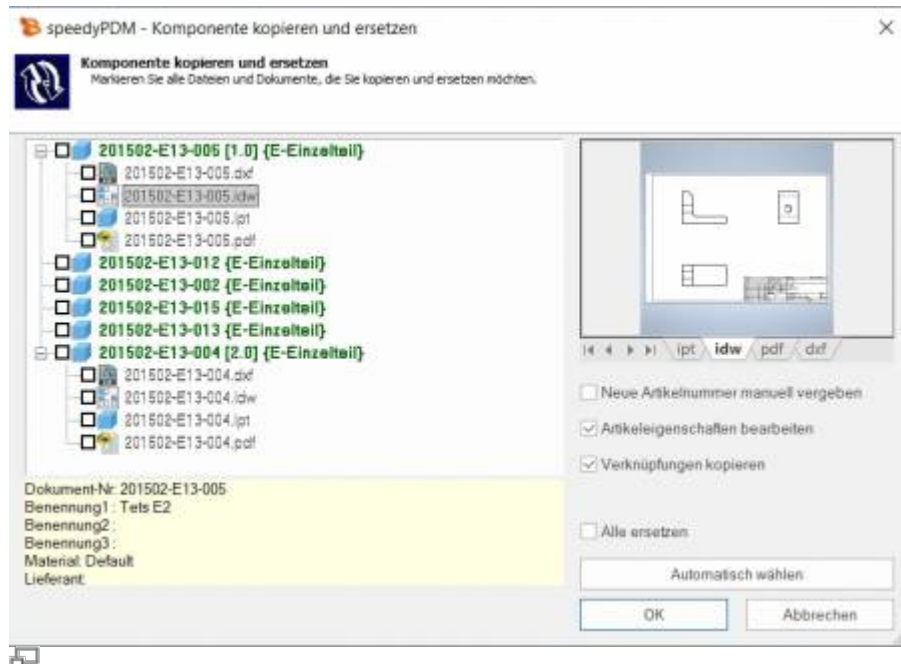 speedyPDM - Komponente kopieren und ersetzen
Komponente kopieren und ersetzen
Markieren Sie alle Dateien und Dokumente, die Sie kopieren und ersetzen möchten.
201502-E13-005 [1.0] {E-Einzelteil}
201502-E13-005.dxf
201502-E13-005.idw
201502-E13-005.ipt
201502-E13-005.pdf
201502-E13-012 {E-Einzelteil}
201502-E13-002 {E-Einzelteil}
201502-E13-015 {E-Einzelteil}
201502-E13-013 {E-Einzelteil}
201502-E13-004 [2.0] {E-Einzelteil}
201502-E13-004.dxf
201502-E13-004.idw
201502-E13-004.ipt
201502-E13-004.pdf
Dokument-Nr: 201502-E13-005
Benennung1 : Tets E2
Benennung2 :
Benennung3 :
Material: Default
Lieferant:
ipt idw pdf dxf
Neue Artikelnummer manuell vergeben
Artikeleigenschaften bearbeiten
Verknüpfungen kopieren
Alle ersetzen
Automatisch wählen
OK Abbrechen